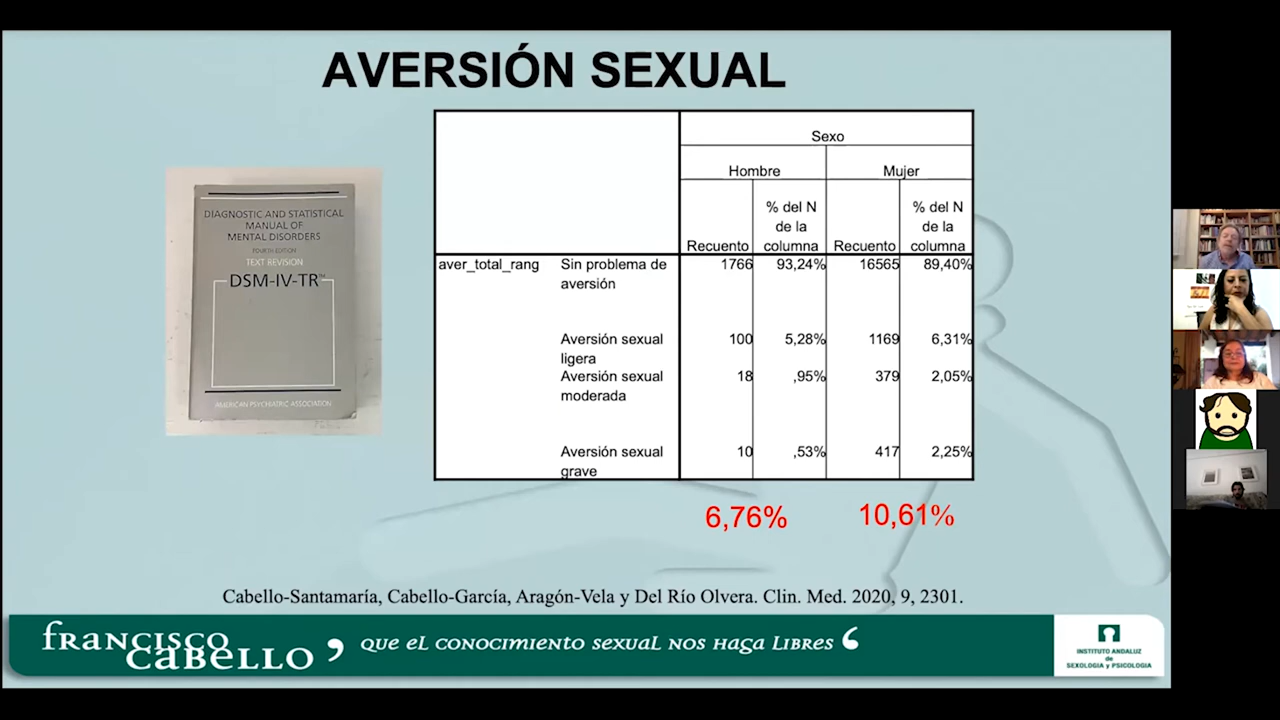 AVERSIÓN SEXUAL
DIAGNOSTIC AND STATISTICAL
MANUAL OF
MENTAL DISORDERS
FOURTH EDITION
TEXT REVISION
DSM-IV-TR™
AMERICAN PSYCHIATRIC ASSOCIATION
Sexo
Hombre Mujer
% del N % del N
de la de la
Recuento columna Recuento columna
aver_total_rang Sin problema de 1766 93,24% 16565 89,40%
aversión
Aversión sexual 100 5,28% 1169 6,31%
ligera
Aversión sexual 18 ,95% 379 2,05%
moderada
Aversión sexual 10 ,53% 417 2,25%
grave
6,76% 10,61%
Cabello-Santamaría, Cabello-García, Aragón-Vela y Del Río Olvera. Clin. Med. 2020, 9, 2301.
francisco
cabello , que el conocimiento sexual nos haga libres ‘
INSTITUTO ANDALUZ
de
SEXOLOGIA y PSICOLOGIA